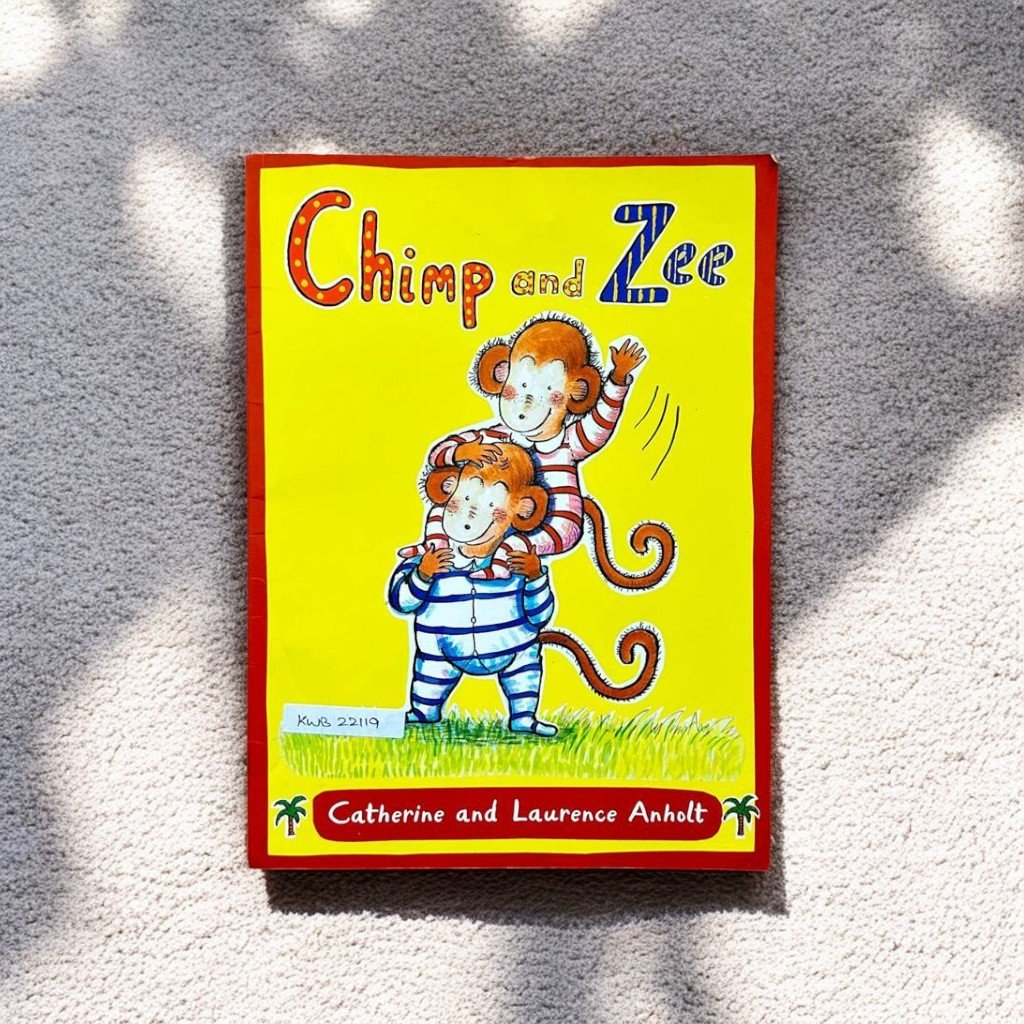 Chimp and Zee
KWB 22119
Catherine and Laurence Anholt